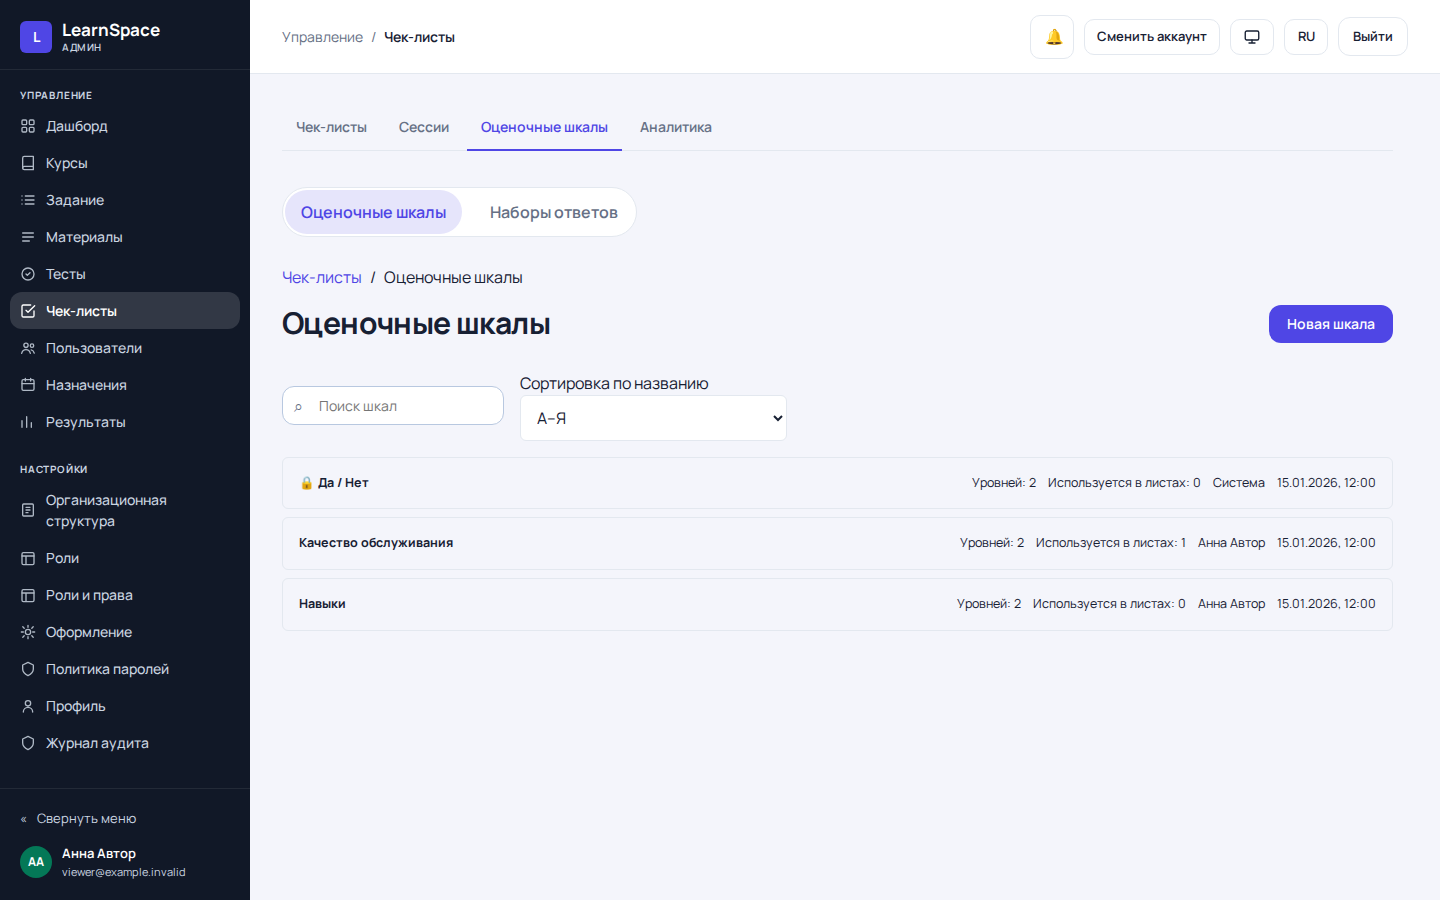 L
LearnSpace
АДМИН
УПРАВЛЕНИЕ
Дашборд
Курсы
Задание
Материалы
Тесты
Чек-листы
Пользователи
Назначения
Результаты
НАСТРОЙКИ
Организационная
структура
Роли
Роли и права
Оформление
Политика паролей
Профиль
Журнал аудита
« Свернуть меню
АА
Анна Автор
viewer@example.invalid
Управление / Чек-листы
Сменить аккаунт
RU
Выйти
Чек-листы Сессии Оценочные шкалы Аналитика
Оценочные шкалы Наборы ответов
Чек-листы / Оценочные шкалы
Оценочные шкалы
Новая шкала
Поиск шкал
Сортировка по названию
А–Я
Да / Нет Уровней: 2 Используется в листах: 0 Система 15.01.2026, 12:00
Качество обслуживания Уровней: 2 Используется в листах: 1 Анна Автор 15.01.2026, 12:00
Навыки Уровней: 2 Используется в листах: 0 Анна Автор 15.01.2026, 12:00